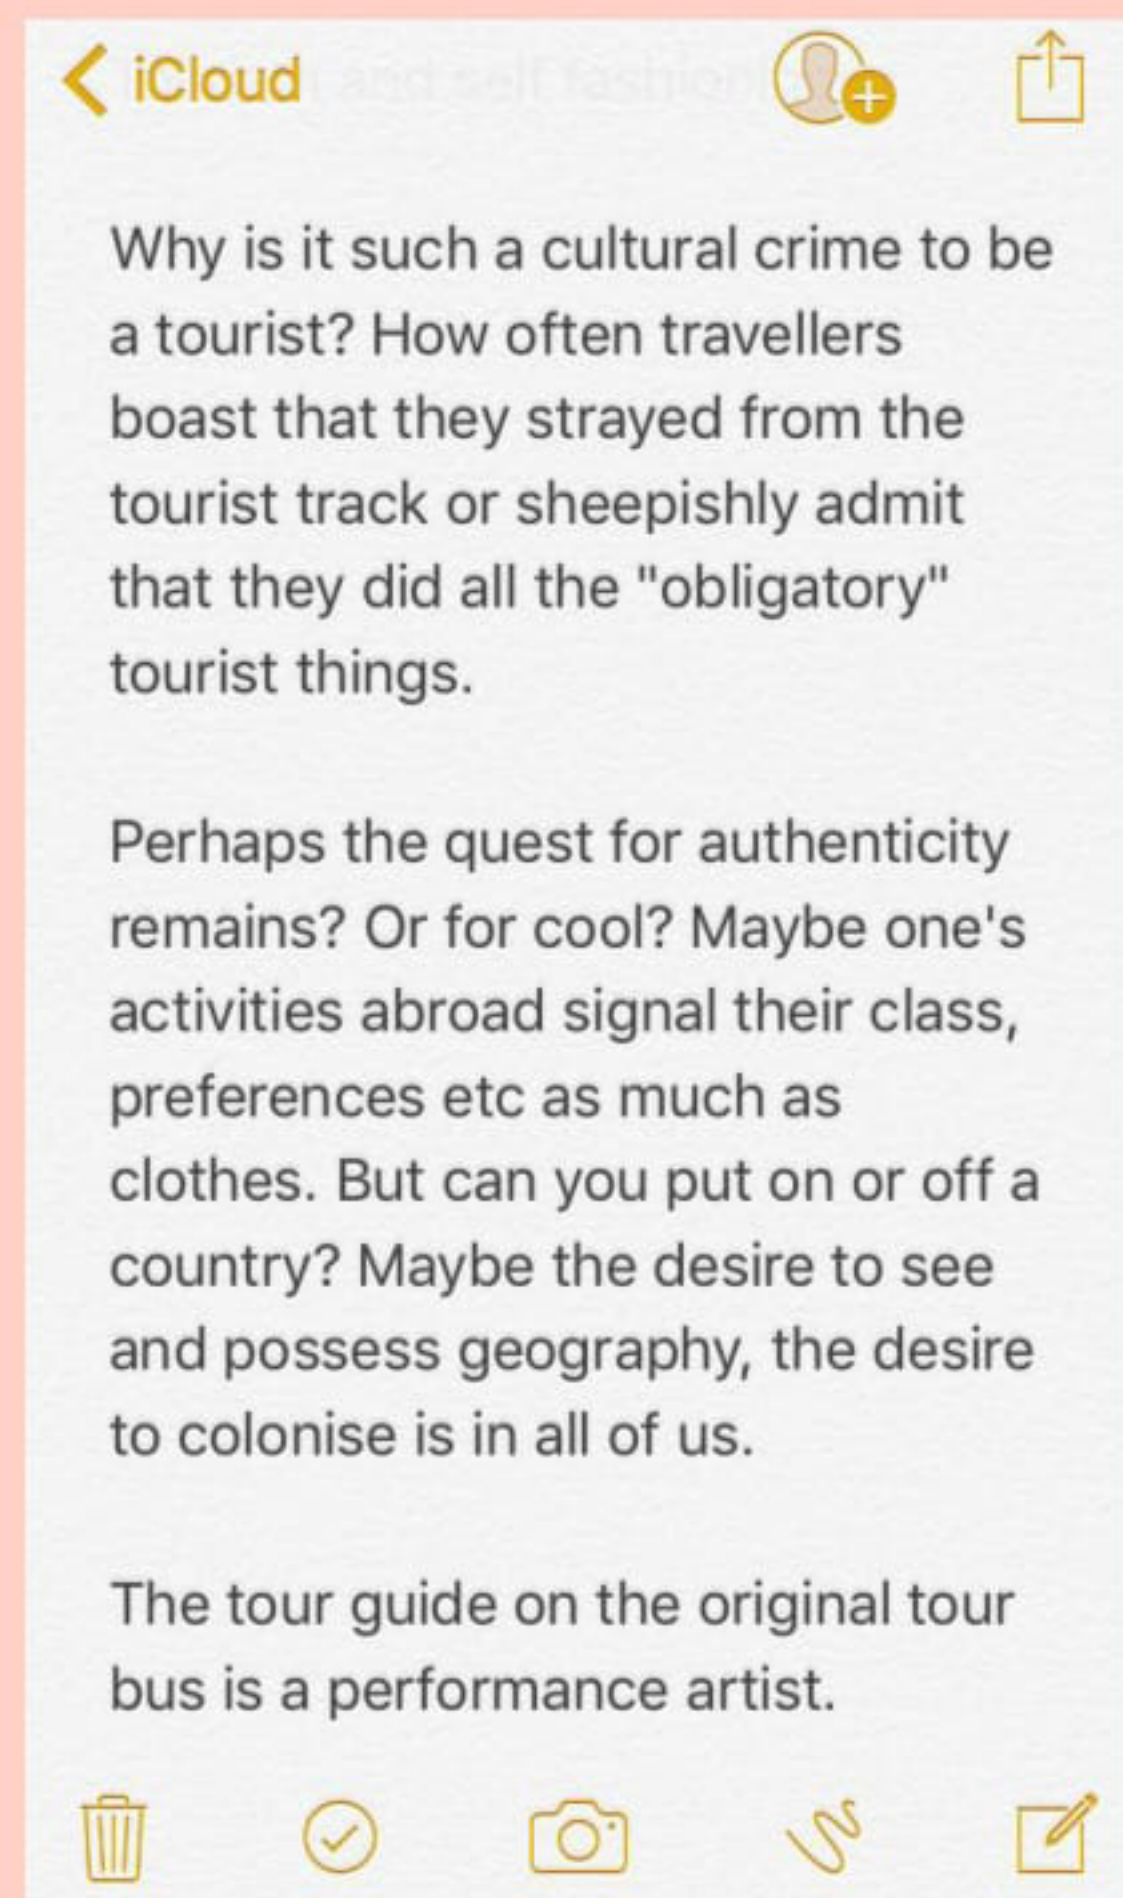 iCloud
and self fashion
Why is it such a cultural crime to be
a tourist? How often travellers
boast that they strayed from the
tourist track or sheepishly admit
that they did all the "obligatory"
tourist things.
Perhaps the quest for authenticity
remains? Or for cool? Maybe one's
activities abroad signal their class,
preferences etc as much as
clothes. But can you put on or off a
country? Maybe the desire to see
and possess geography, the desire
to colonise is in all of us.
The tour guide on the original tour
bus is a performance artist.